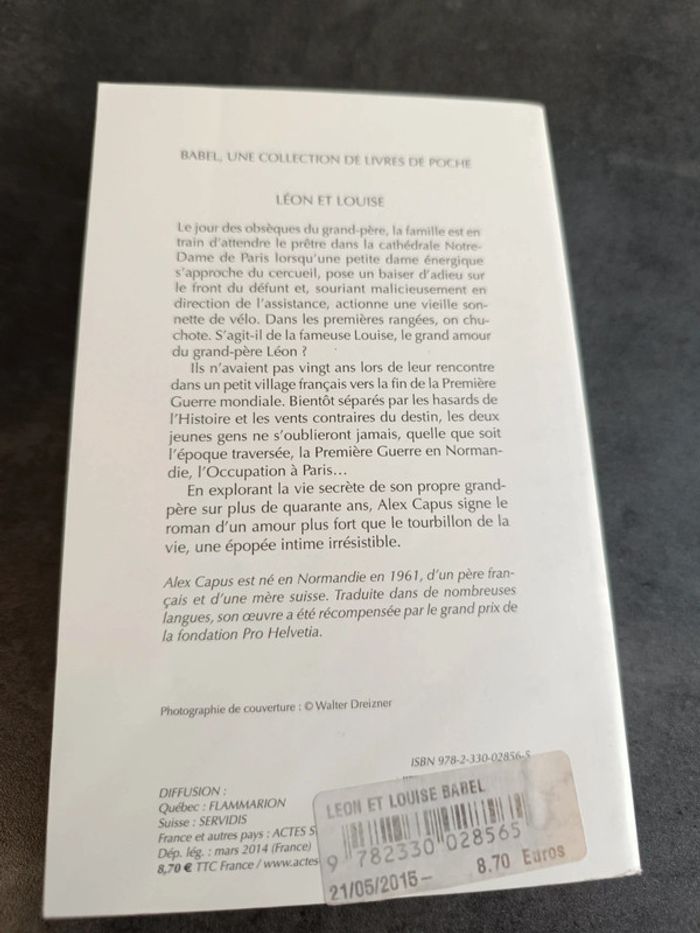 BABEL, UNE COLLECTION DE LIVRES DE POCHE
LÉON ET LOUISE
Le jour des obsèques du grand-père, la famille est en
train d'attendre le prêtre dans la cathédrale Notre-
Dame de Paris lorsqu'une petite dame énergique
s'approche du cercueil, pose un baiser d'adieu sur
le front du défunt et, souriant malicieusement en
direction de l'assistance, actionne une vieille son-
nette de vélo. Dans les premières rangées, on chu-
chote. S'agit-il de la fameuse Louise, le grand amour
du grand-père Léon ?
Ils n'avaient pas vingt ans lors de leur rencontre
dans un petit village français vers la fin de la Première
Guerre mondiale. Bientôt séparés par les hasards de
l'Histoire et les vents contraires du destin, les deux
jeunes gens ne s'oublieront jamais, quelle que soit
l'époque traversée, la Première Guerre en Norman-
die, l'Occupation à Paris...
En explorant la vie secrète de son propre grand-
père sur plus de quarante ans, Alex Capus signe le
roman d'un amour plus fort que le tourbillon de la
vie, une épopée intime irrésistible.
Alex Capus est né en Normandie en 1961, d'un père fran-
çais et d'une mère suisse. Traduite dans de nombreuses
langues, son œuvre a été récompensée par le grand prix de
la fondation Pro Helvetia.
Photographie de couverture : © Walter Dreizner
ISBN 978-2-330-02856-5
DIFFUSION :
Québec : FLAMMARION
Suisse : SERVIDIS
France et autres pays : ACTES S
Dép. lég. : mars 2014 (France)
8,70 € TTC France / www.actes
LEON ET LOUISE BABEL
9 782330 028565
21/05/2015- 8.70 Euros